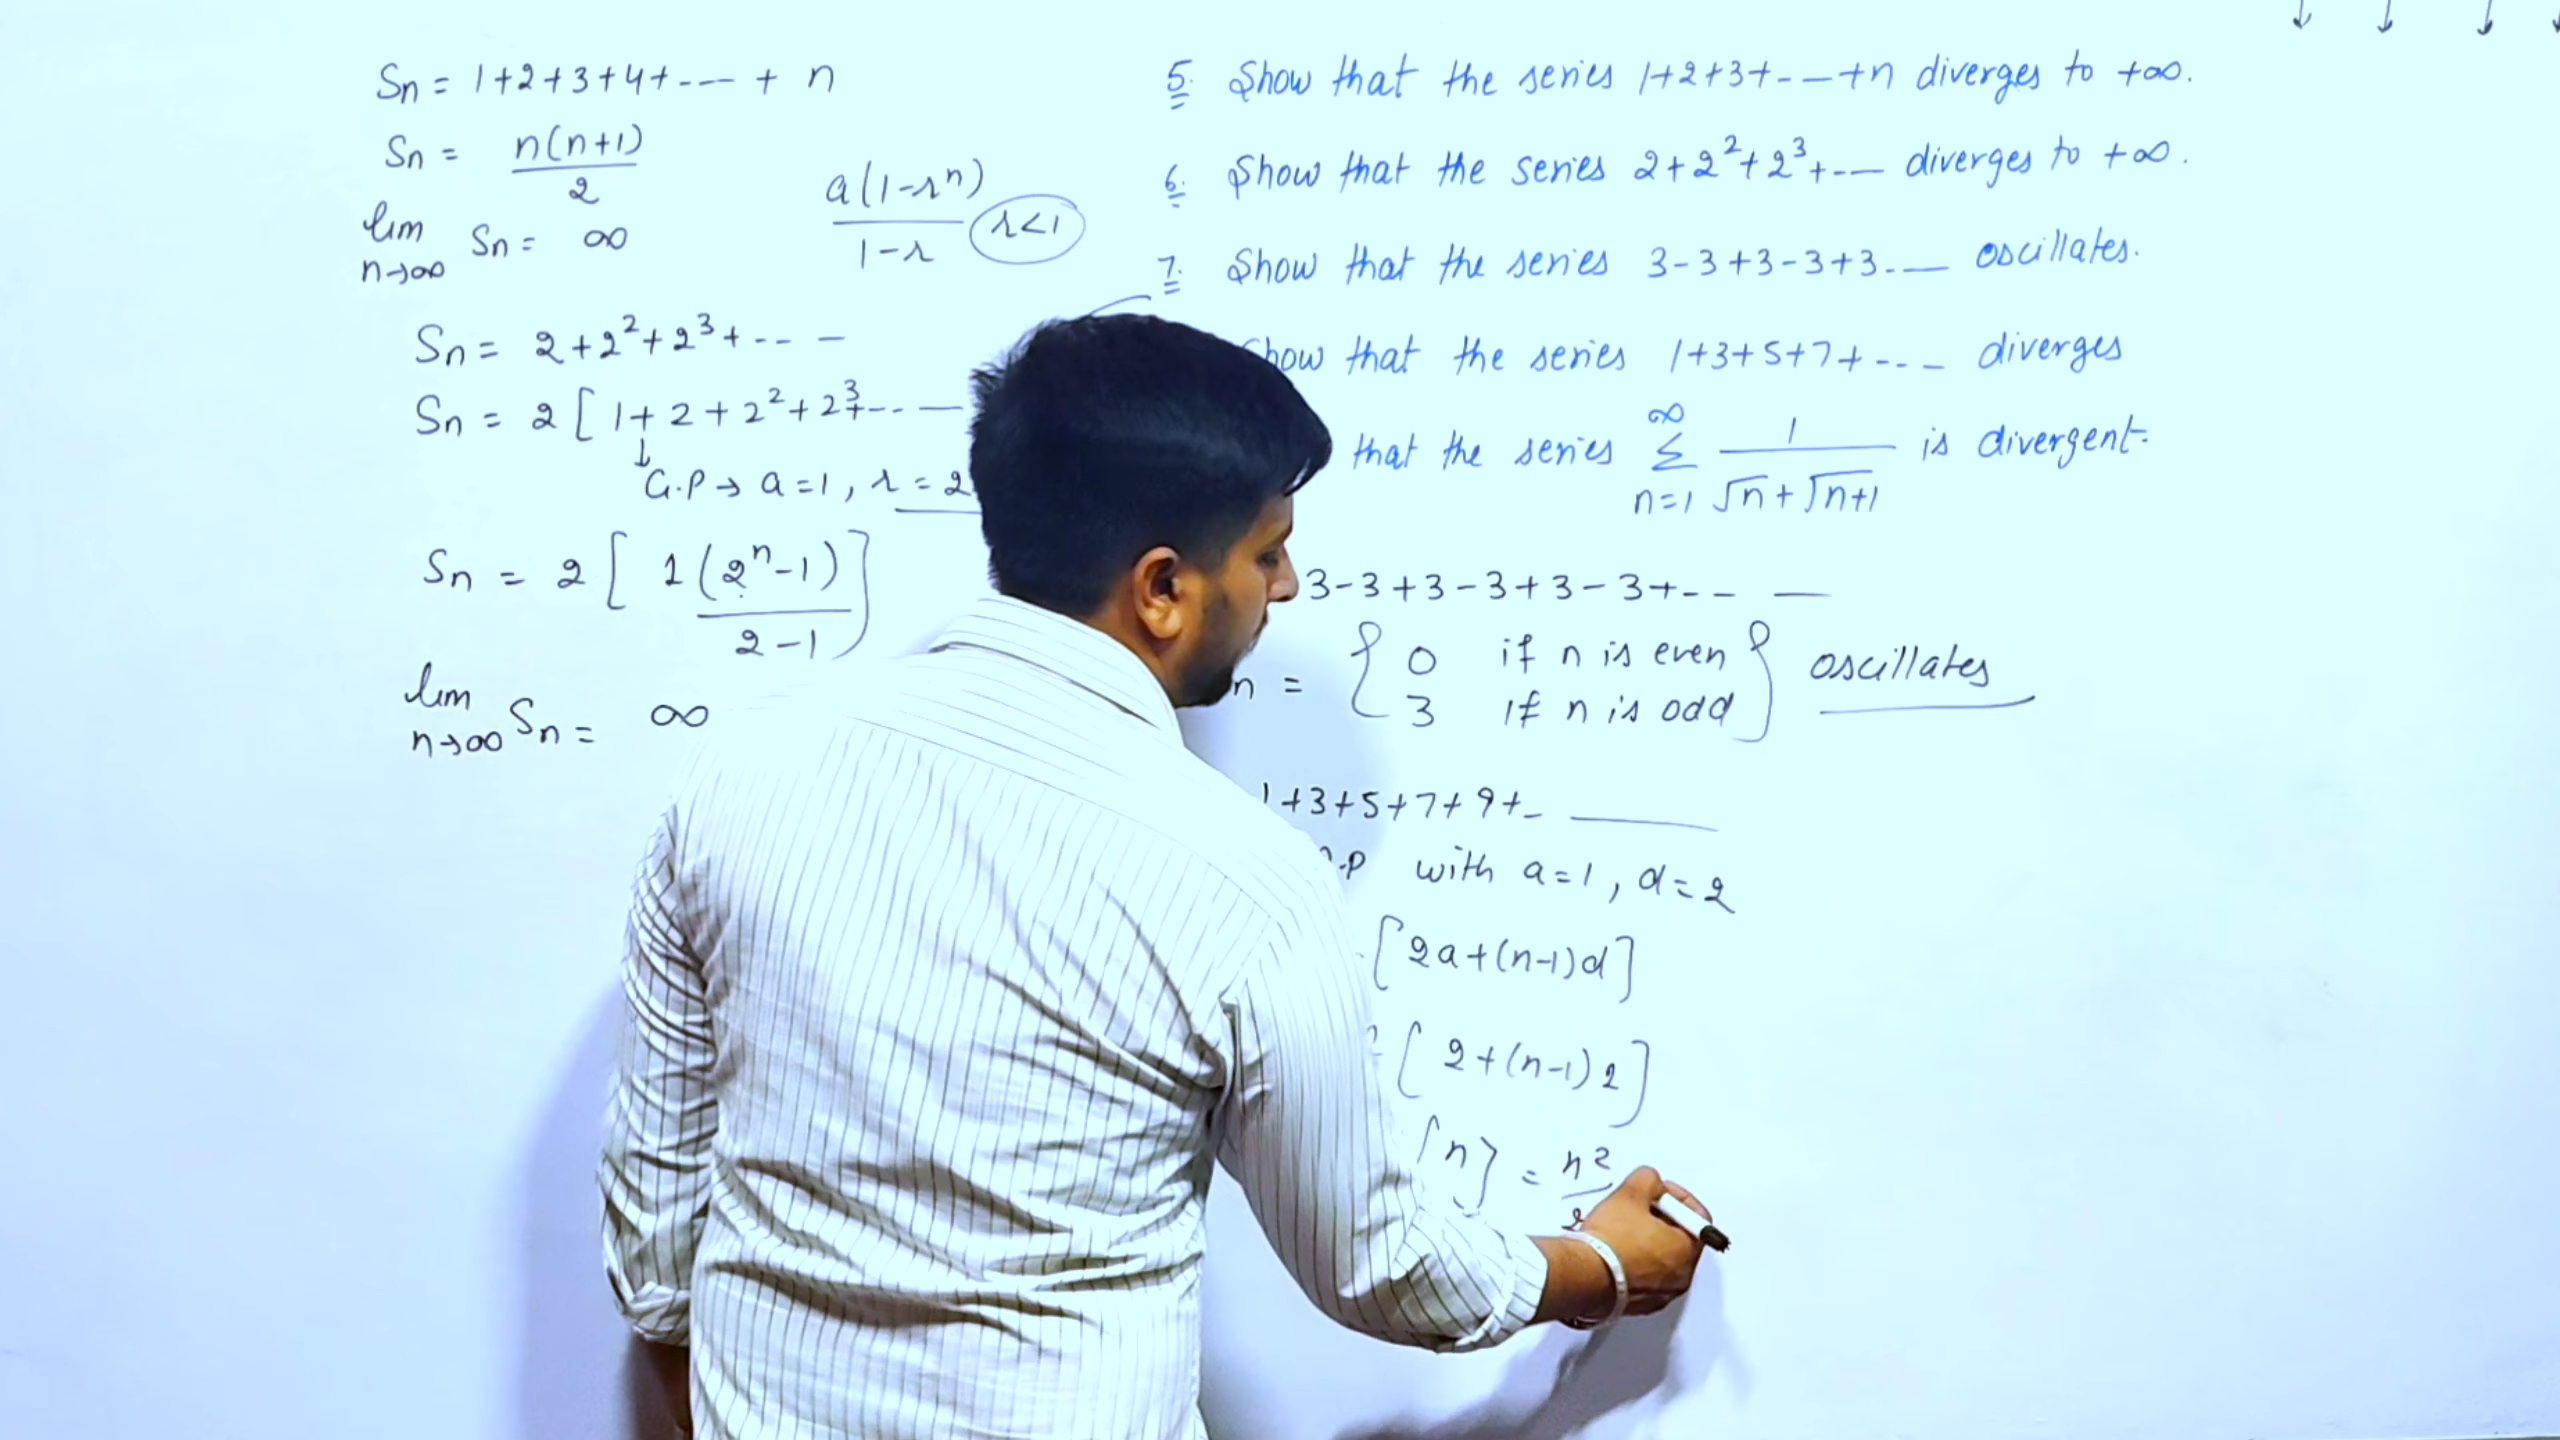 Sn = 1+2+3+4+---- + n
Sn = n(n+1)/2
lim n→∞ Sn = ∞
a(1-r^n)/(1-r) r<1
Sn = 2+2^2+2^3+-- —
Sn = 2[1+2+2^2+2^3+-- —
↓
G.P → a=1, r=2
Sn = 2[1(2^n-1)/(2-1)]
lim n→∞ Sn = ∞
5. Show that the series 1+2+3+-—+n diverges to +∞.
6. Show that the series 2+2^2+2^3+--— diverges to +∞.
7. Show that the series 3-3+3-3+3-.— oscillates.
Show that the series 1+3+5+7+--- diverges
that the series ∑_{n=1}^{∞} 1/(√n+√n+1) is divergent.
3-3+3-3+3-3+-- —
n = { 0 if n is even
3 if n is odd } oscillates
1+3+5+7+9+- —
.P with a=1, d=2
[2a+(n-1)d]
[2+(n-1)2]
[n] = n^2/2